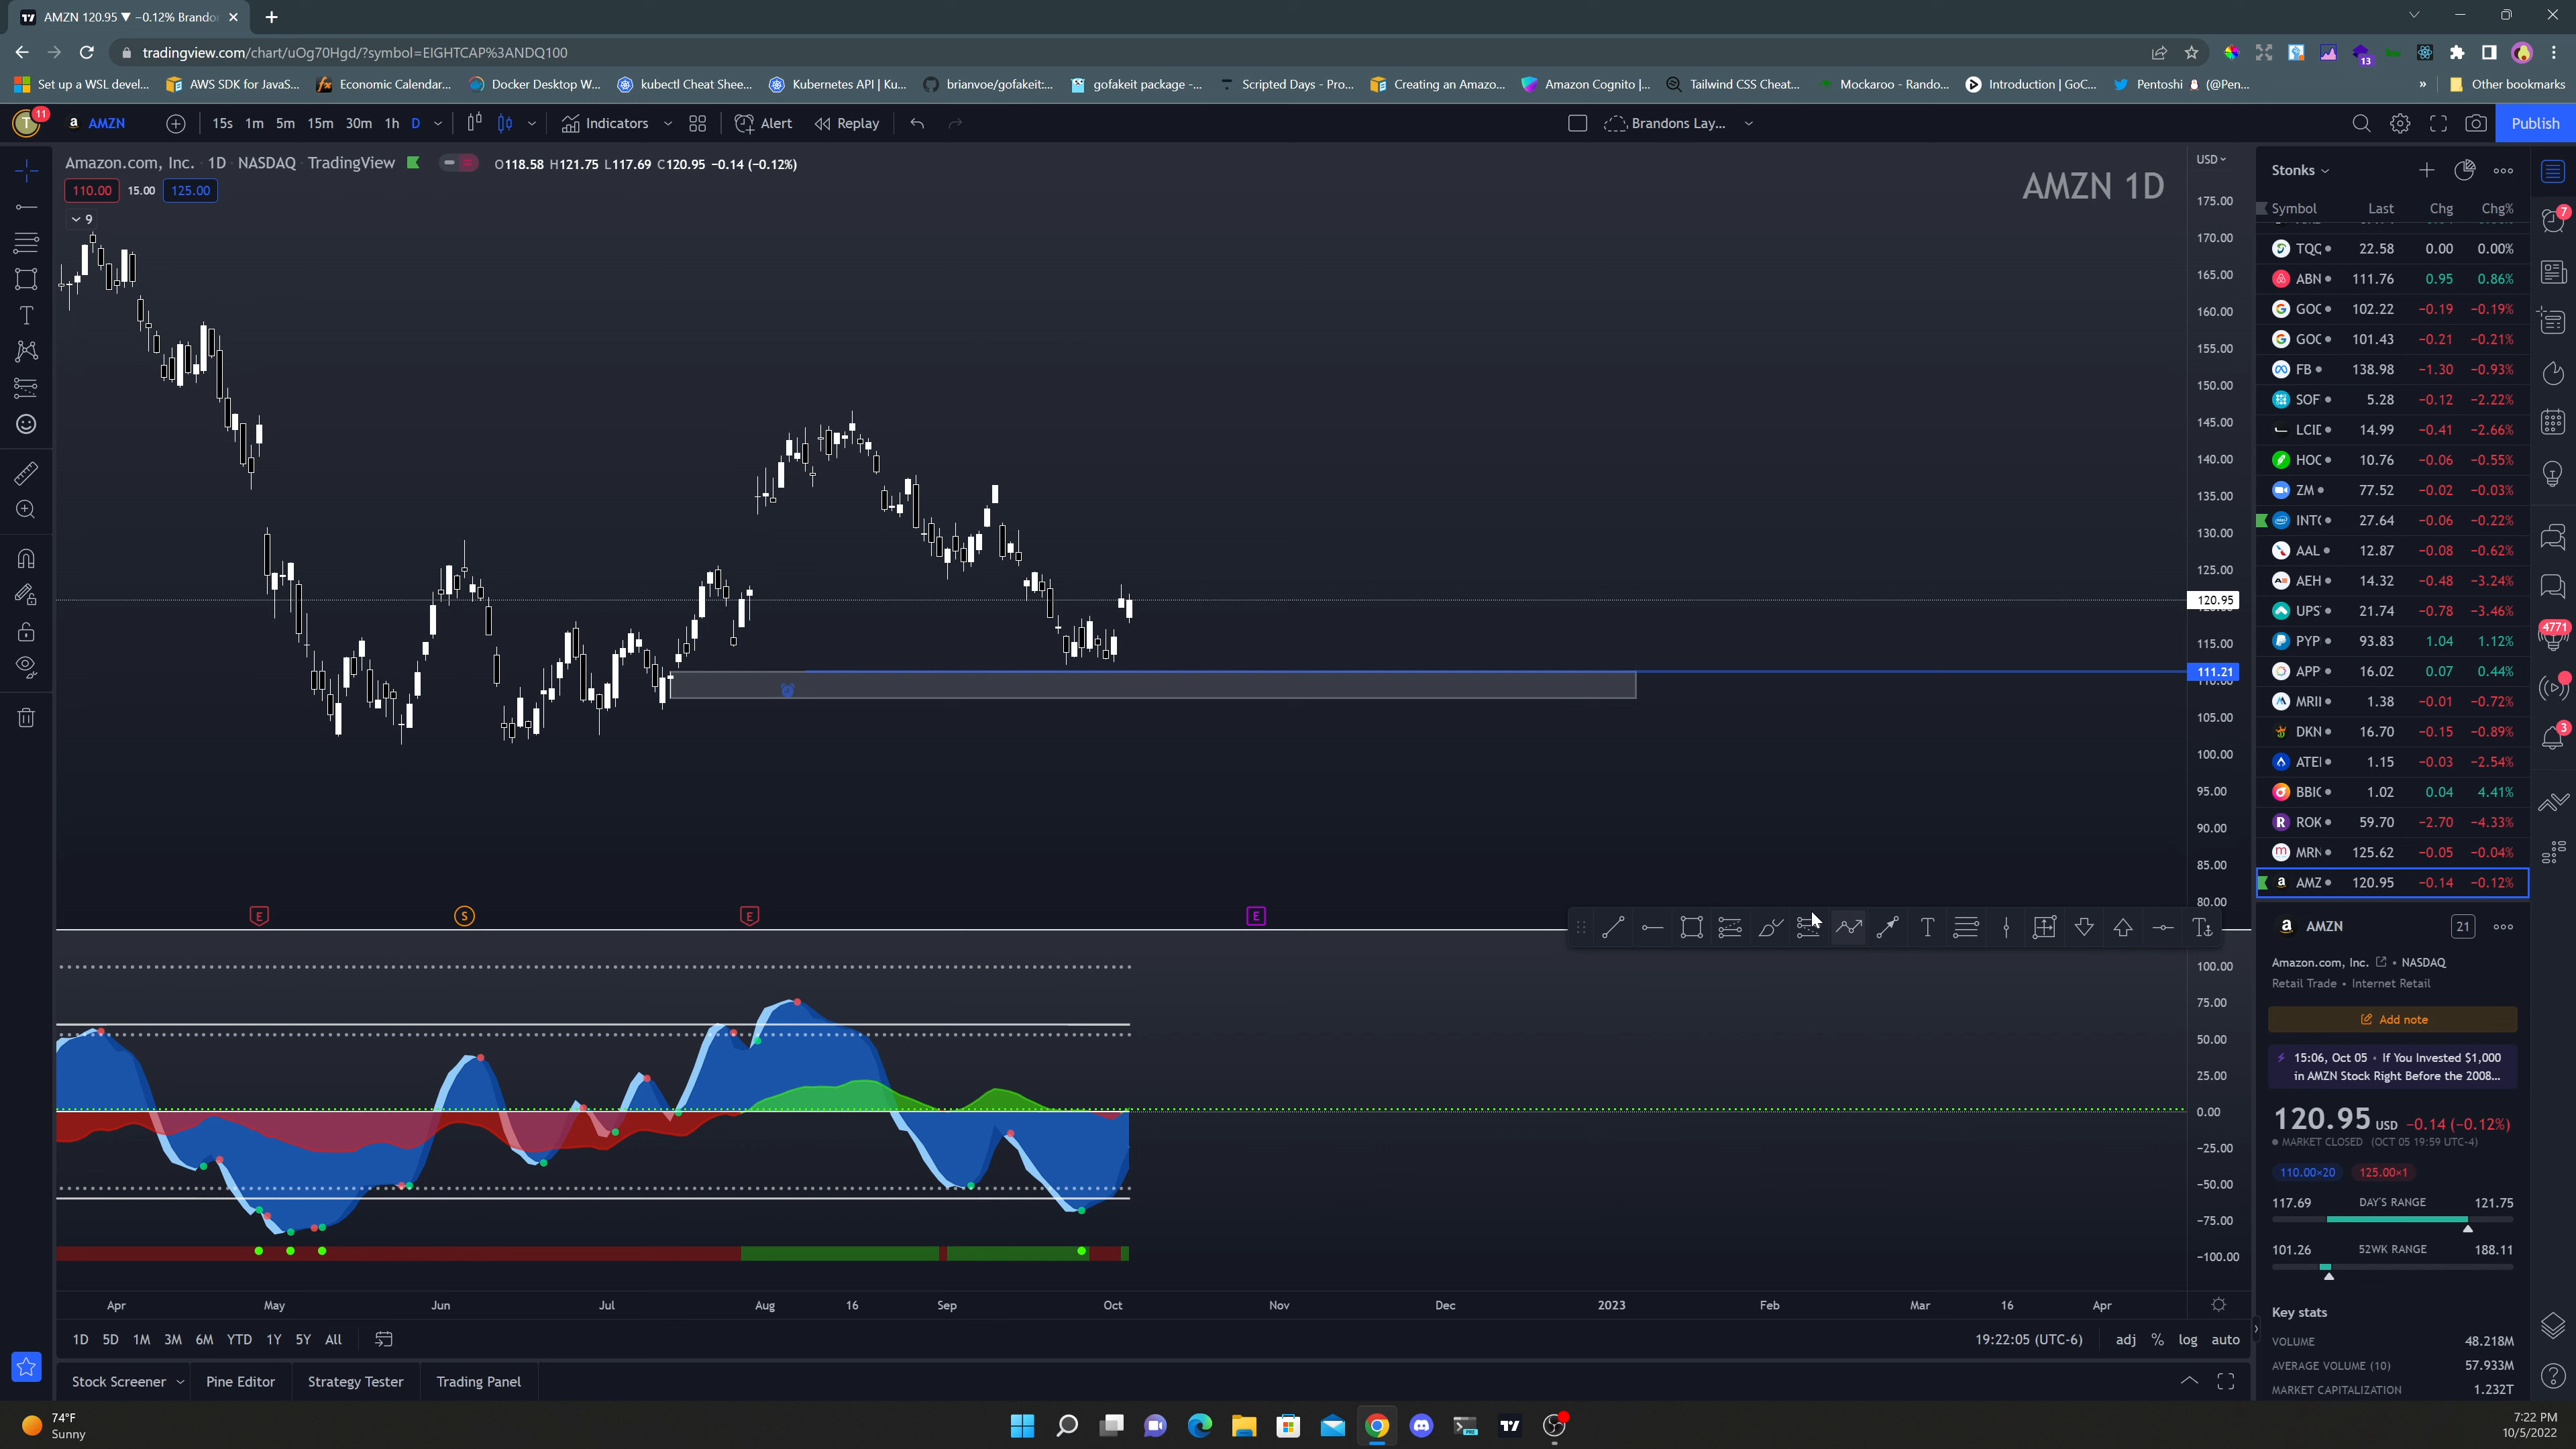 AMZN 120.95 ▼ −0.12% Brandon
tradingview.com/chart/uOg70Hgd/?symbol=EIGHTCAP%3ANDQ100
13
Set up a WSL devel...
AWS SDK for JavaS...
Economic Calendar...
Docker Desktop W...
kubectl Cheat Shee...
Kubernetes API | Ku...
brianvoe/gofakeit:...
gofakeit package -...
Scripted Days - Pro...
Creating an Amazo...
Amazon Cognito |...
Tailwind CSS Cheat...
Mockaroo - Rando...
Introduction | GoC...
Pentoshi (@Pen...
»
Other bookmarks
T 11
AMZN
15s 1m 5m 15m 30m 1h D
Indicators
Alert
Replay
Brandons Lay...
Publish
Amazon.com, Inc. 1D NASDAQ TradingView
O118.58 H121.75 L117.69 C120.95 −0.14 (−0.12%)
110.00 15.00 125.00
9
AMZN 1D
USD
175.00
170.00
165.00
160.00
155.00
150.00
145.00
140.00
135.00
130.00
125.00
120.95
115.00
111.21
105.00
100.00
95.00
90.00
85.00
80.00
E S E E
100.00
75.00
50.00
25.00
0.00
−25.00
−50.00
−75.00
−100.00
Apr May Jun Jul Aug 16 Sep Oct Nov Dec 2023 Feb Mar 16 Apr
1D 5D 1M 3M 6M YTD 1Y 5Y All
19:22:05 (UTC-6)
adj % log auto
Stock Screener
Pine Editor
Strategy Tester
Trading Panel
Stonks
Symbol Last Chg Chg%
TQC 22.58 0.00 0.00%
ABN 111.76 0.95 0.86%
GOC 102.22 −0.19 −0.19%
GOC 101.43 −0.21 −0.21%
FB 138.98 −1.30 −0.93%
SOF 5.28 −0.12 −2.22%
LCI 14.99 −0.41 −2.66%
HOC 10.76 −0.06 −0.55%
ZM 77.52 −0.02 −0.03%
INT 27.64 −0.06 −0.22%
AAL 12.87 −0.08 −0.62%
AEH 14.32 −0.48 −3.24%
UPS 21.74 −0.78 −3.46%
PYP 93.83 1.04 1.12%
APP 16.02 0.07 0.44%
MRI 1.38 −0.01 −0.72%
DKN 16.70 −0.15 −0.89%
ATE 1.15 −0.03 −2.54%
BBI 1.02 0.04 4.41%
ROK 59.70 −2.70 −4.33%
MRN 125.62 −0.05 −0.04%
AMZ 120.95 −0.14 −0.12%
7
4771
3
AMZN
21
Amazon.com, Inc. • NASDAQ
Retail Trade • Internet Retail
Add note
15:06, Oct 05 • If You Invested $1,000
in AMZN Stock Right Before the 2008...
120.95 USD −0.14 (−0.12%)
MARKET CLOSED (OCT 05 19:59 UTC-4)
110.00×20 125.00×1
117.69 DAY'S RANGE 121.75
101.26 52WK RANGE 188.11
Key stats
VOLUME 48.218M
AVERAGE VOLUME (10) 57.933M
MARKET CAPITALIZATION 1.232T
74°F
Sunny
7:22 PM
10/5/2022